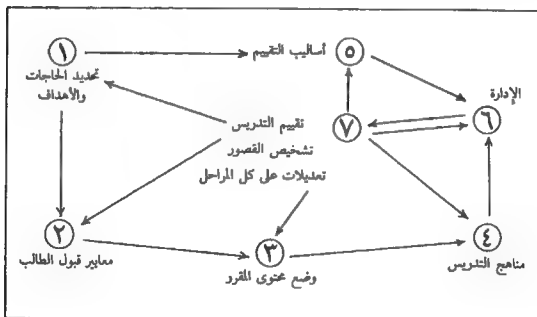 ١
تحديد الحاجات
والأهداف
أساليب التقييم
٥
الإدارة
٦
تقييم التدريس
تشخيص القصور
تعديلات على كل المراحل
٧
٢
معايير قبول الطالب
٣
وضع محتوى المقرر
٤
مناهج التدريس